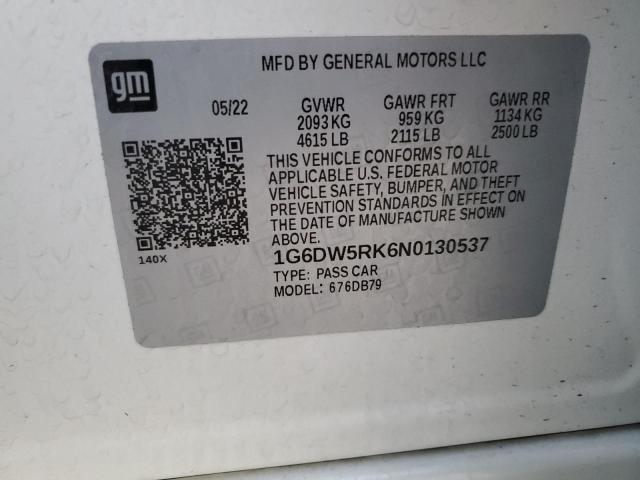 gm
MFD BY GENERAL MOTORS LLC
05/22 GVWR GAWR FRT GAWR RR
2093 KG 959 KG 1134 KG
4615 LB 2115 LB 2500 LB
THIS VEHICLE CONFORMS TO ALL
APPLICABLE U.S. FEDERAL MOTOR
VEHICLE SAFETY, BUMPER, AND THEFT
PREVENTION STANDARDS IN EFFECT ON
THE DATE OF MANUFACTURE SHOWN
ABOVE.
140X
1G6DW5RK6N0130537
TYPE: PASS CAR
MODEL: 676DB79